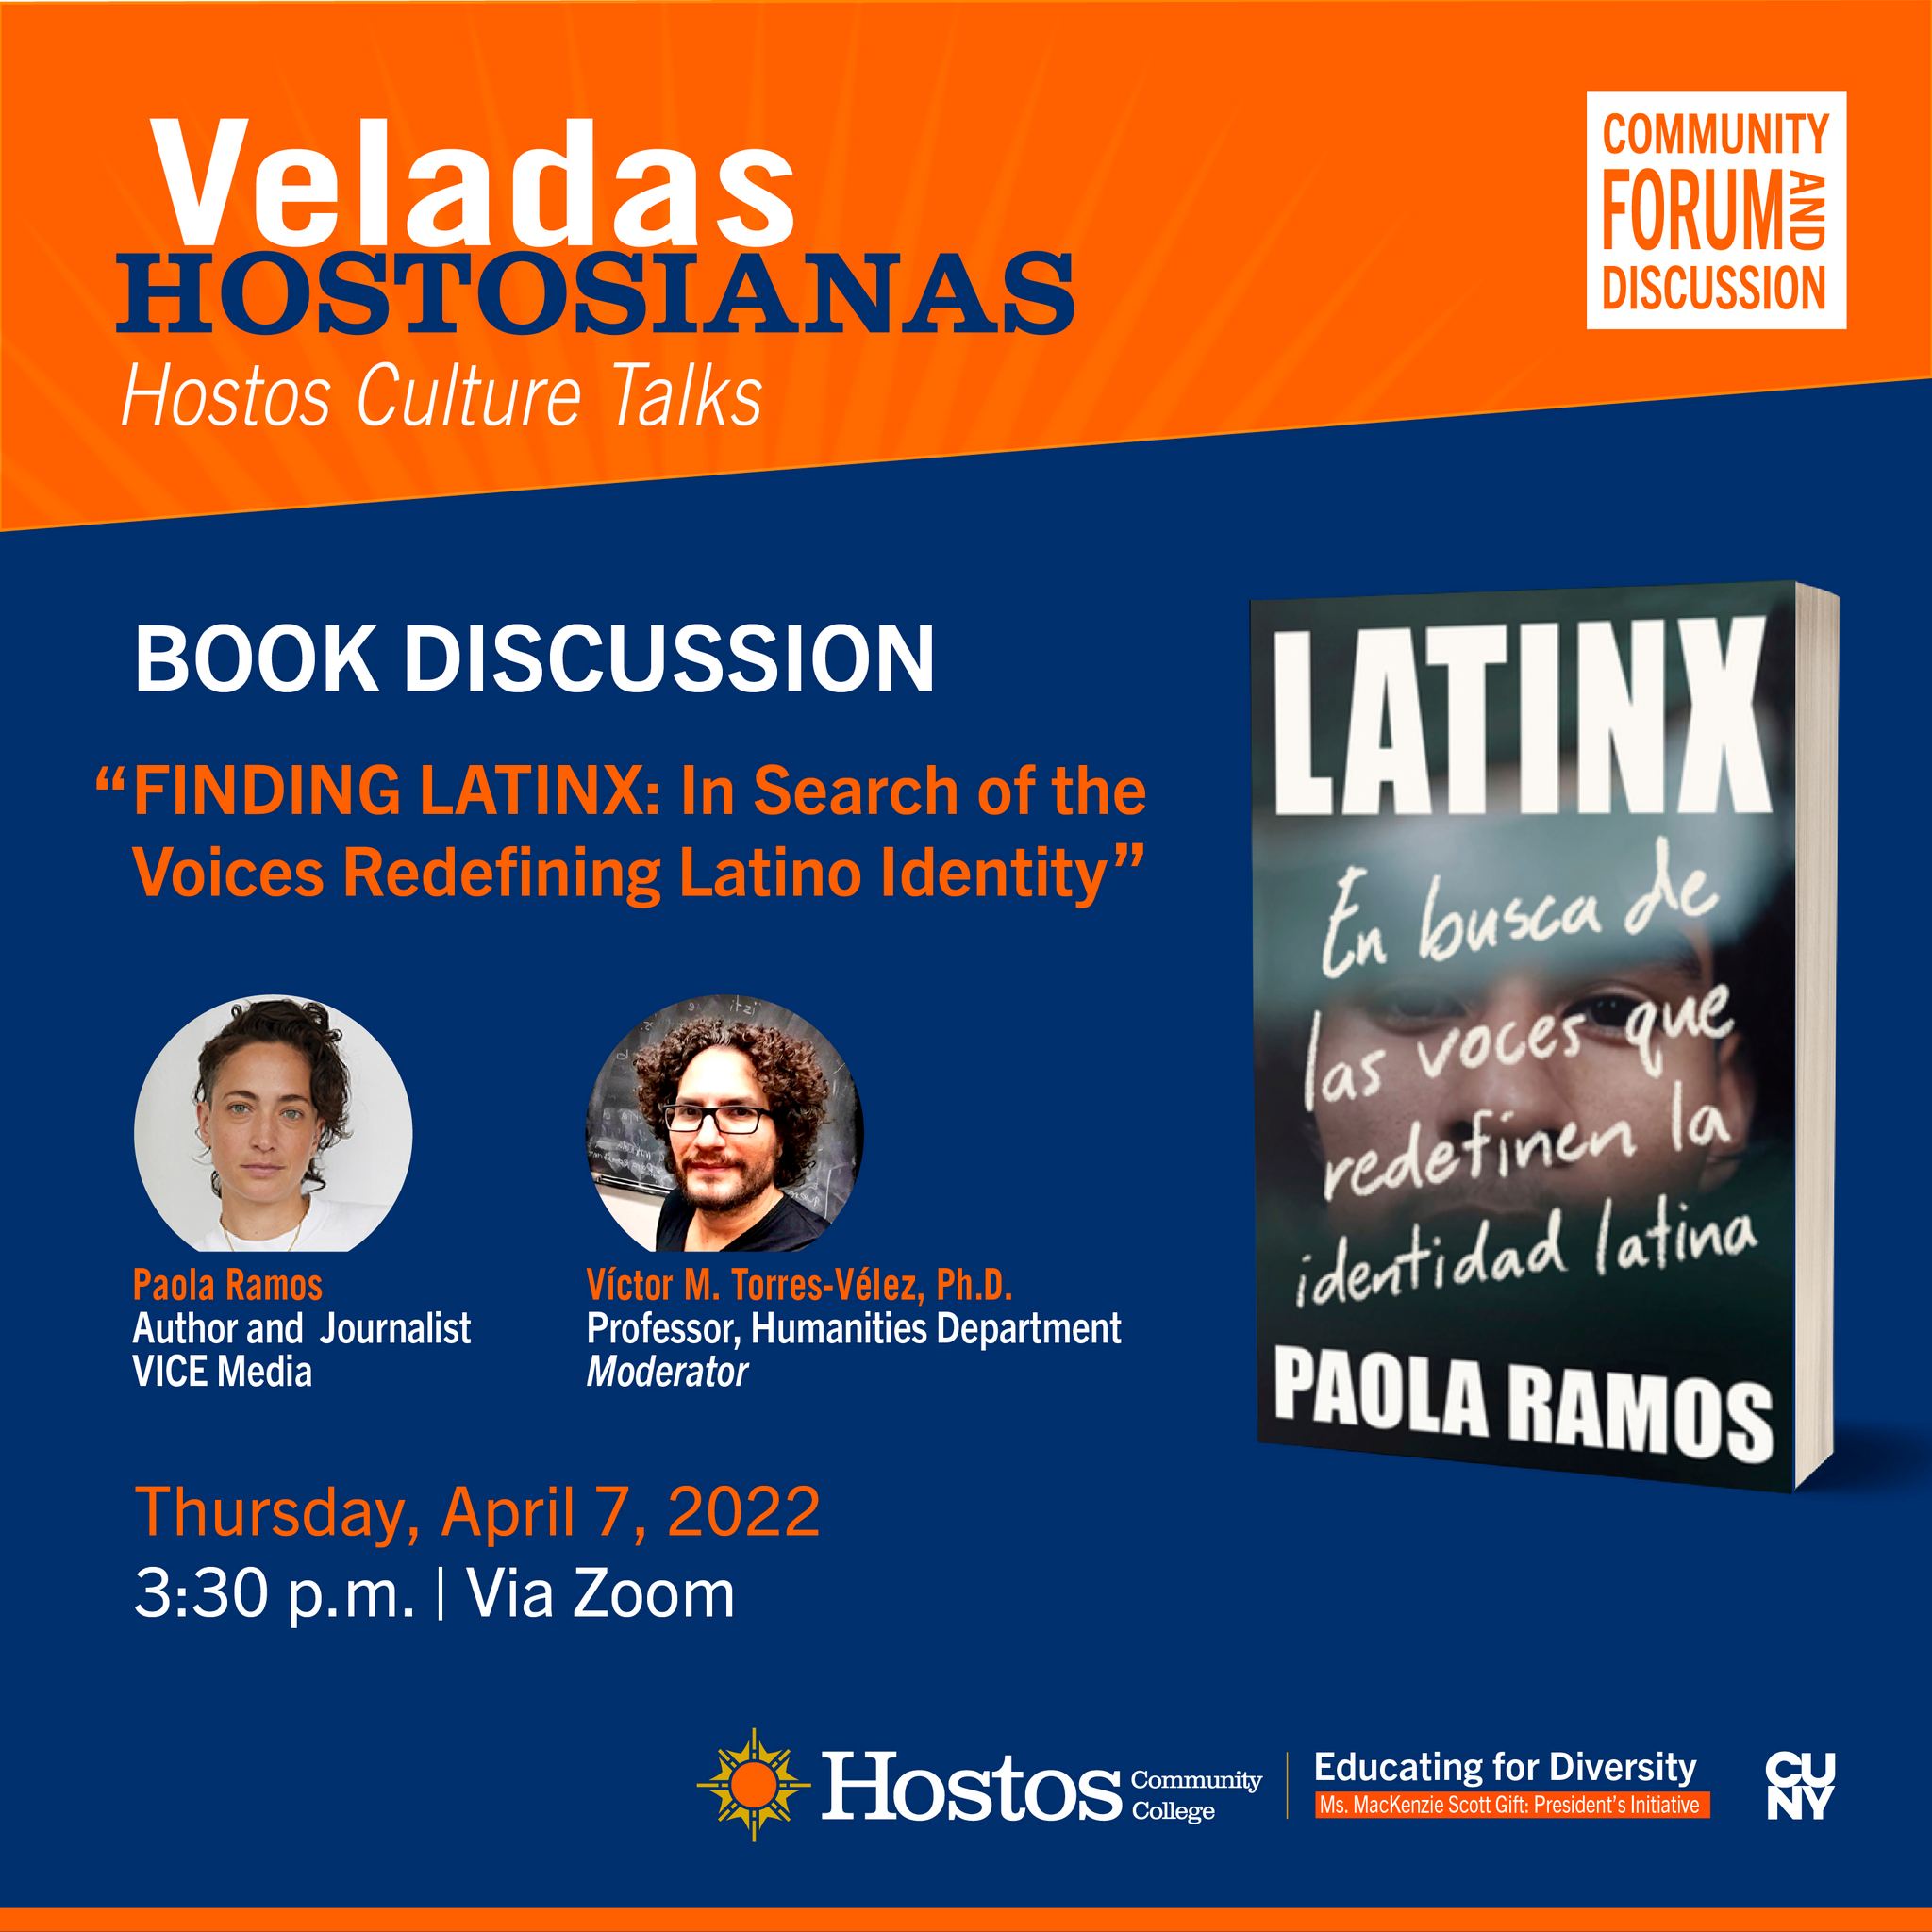 Veladas
HOSTOSIANAS
Hostos Culture Talks
COMMUNITY
FORUM AND
DISCUSSION
BOOK DISCUSSION
“FINDING LATINX: In Search of the
Voices Redefining Latino Identity”
Paola Ramos
Author and Journalist
VICE Media
Víctor M. Torres-Vélez, Ph.D.
Professor, Humanities Department
Moderator
Thursday, April 7, 2022
3:30 p.m. | Via Zoom
LATINX
En busca de
las voces que
redefinen la
identidad latina
PAOLA RAMOS
Hostos Community
College
Educating for Diversity
Ms. MacKenzie Scott Gift: President’s Initiative
CU
NY